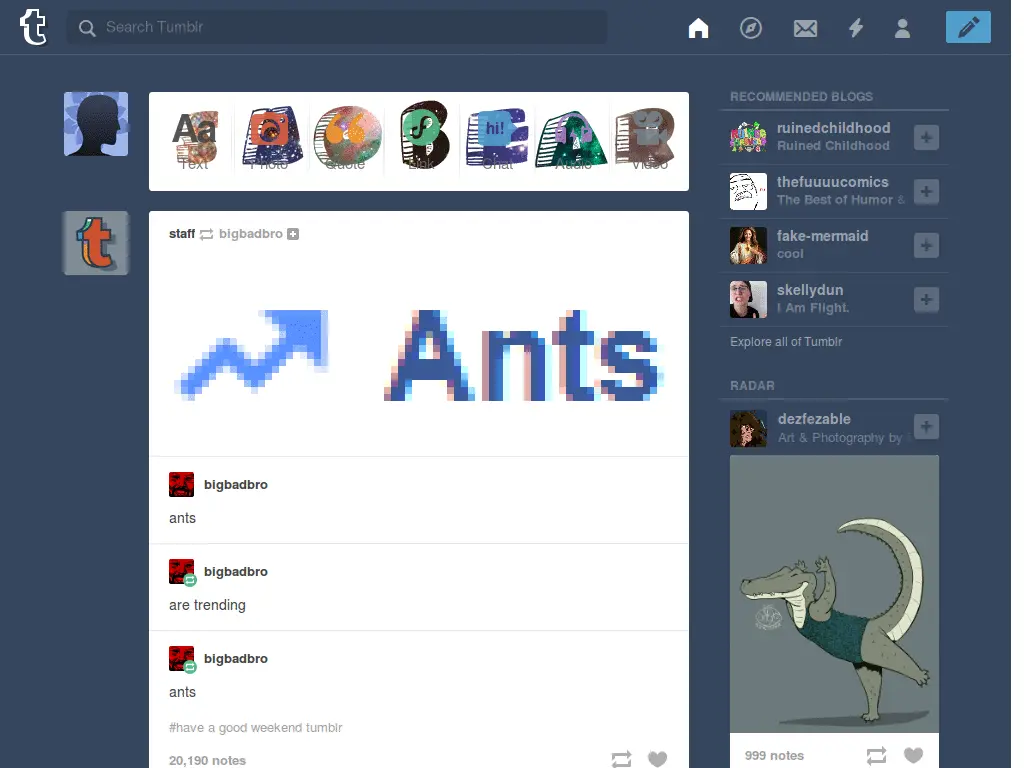 Search Tumblr
Aa
hi!
Text
Photo
Quote
Link
Chat
Audio
Video
staff bigbadbro
Ants
bigbadbro
ants
bigbadbro
are trending
bigbadbro
ants
#have a good weekend tumblr
20,190 notes
RECOMMENDED BLOGS
ruinedchildhood
Ruined Childhood
thefuuuucomics
The Best of Humor &
fake-mermaid
cool
skellydun
I Am Flight.
Explore all of Tumblr
RADAR
dezfezable
Art & Photography by
999 notes